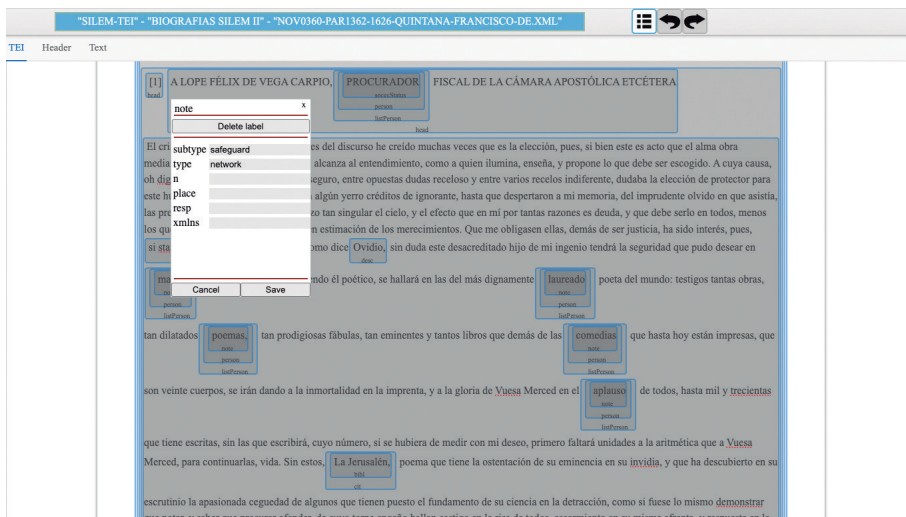 "SILEM-TEI" - "BIOGRAFIAS SILEM II" - "NOV0360-PAR1362-1626-QUINTANA-FRANCISCO-DE.XML"
TEI Header Text
[1] A LOPE FÉLIX DE VEGA CARPIO, PROCURADOR FISCAL DE LA CÁMARA APOSTÓLICA ETCÉTERA
head
person
listPerson
head
note x
Delete label
subtype safeguard
type network
n
place
resp
xmlns
Cancel Save
El cri es del discurso he creído muchas veces que es la elección, pues, si bien este es acto que el alma obra
media alcanza al entendimiento, como a quien ilumina, enseña, y propone lo que debe ser escogido. A cuya causa,
oh dig seguro, entre opuestas dudas receloso y entre varios recelos indiferente, dudaba la elección de protector para
este hu algún yerro créditos de ignorante, hasta que despertaron a mi memoria, del imprudente olvido en que asistía,
las pre zo tan singular el cielo, y el efecto que en mí por tantas razones es deuda, y que debe serlo en todos, menos
los qu n estimación de los merecimientos. Que me obligasen ellas, demás de ser justicia, ha sido interés, pues,
si sta omo dice Ovidio, sin duda este desacreditado hijo de mi ingenio tendrá la seguridad que pudo desear en
desc
ma endo él poético, se hallará en las del más dignamente laureado poeta del mundo: testigos tantas obras,
note
person person
listPerson listPerson
tan dilatados poemas, tan prodigiosas fábulas, tan eminentes y tantos libros que demás de las comedias que hasta hoy están impresas, que
note note
person person
listPerson listPerson
son veinte cuerpos, se irán dando a la inmortalidad en la imprenta, y a la gloria de Vuesa Merced en el aplauso de todos, hasta mil y trecientas
note
person
listPerson
que tiene escritas, sin las que escribirá, cuyo número, si se hubiera de medir con mi deseo, primero faltará unidades a la aritmética que a Vuesa
Merced, para continuarlas, vida. Sin estos, La Jerusalén, poema que tiene la ostentación de su eminencia en su invidia, y que ha descubierto en su
title
cit
escrutinio la apasionada ceguedad de algunos que tienen puesto el fundamento de su ciencia en la detracción, como si fuese lo mismo demonstrar